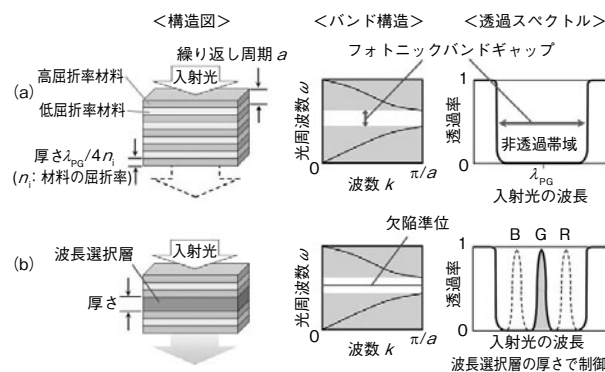 <構造図>
<バンド構造>
<透過スペクトル>
(a)
繰り返し周期 a
入射光
高屈折率材料
低屈折率材料
厚さλPG/4ni
(ni:材料の屈折率)
フォトニックバンドギャップ
光周波数ω
0
波数 k
π/a
透過率
1
0
非透過帯域
λPG
入射光の波長
(b)
入射光
波長選択層
厚さ
欠陥準位
光周波数ω
0
波数 k
π/a
B G R
透過率
1
0
入射光の波長
波長選択層の厚さで制御